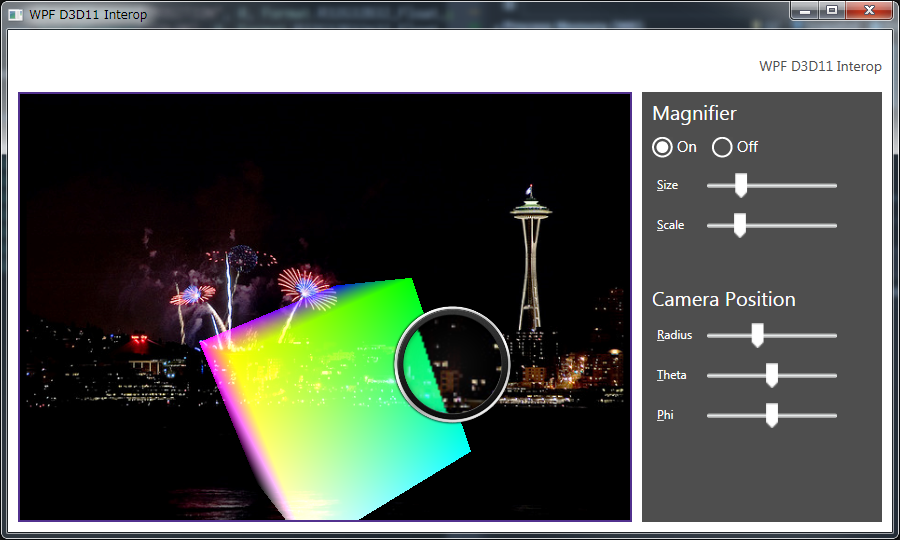 WPF D3D11 Interop
WPF D3D11 Interop
Magnifier
On Off
Size
Scale
Camera Position
Radius
Theta
Phi